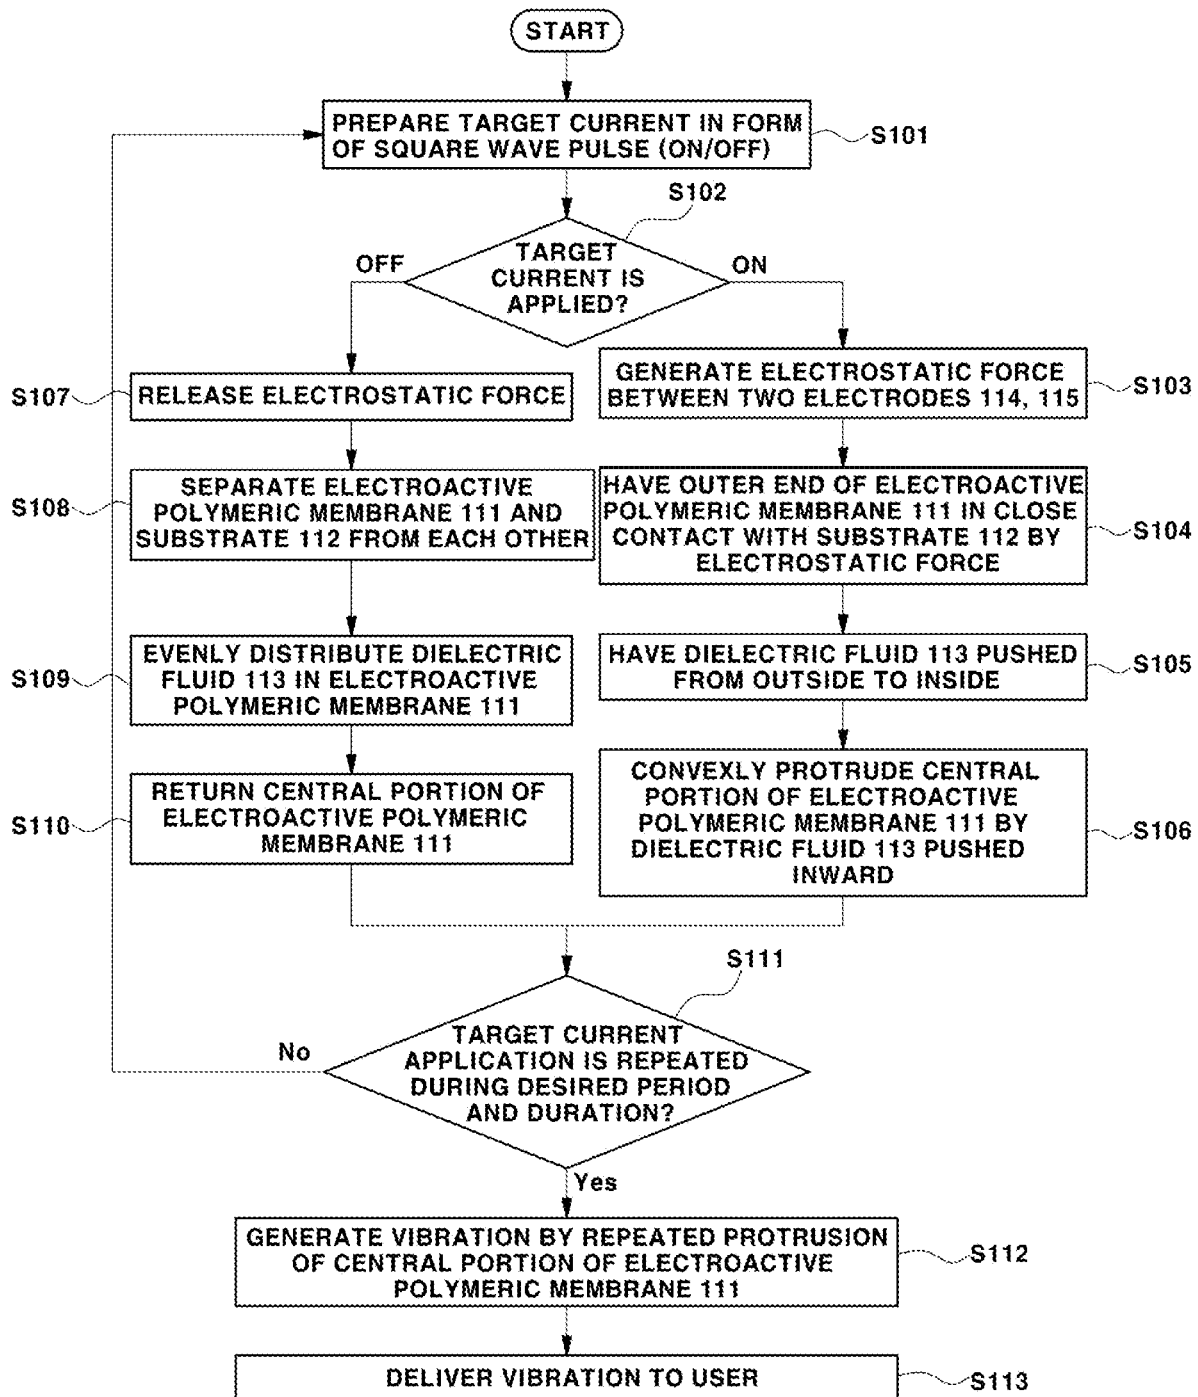 START
PREPARE TARGET CURRENT IN FORM
OF SQUARE WAVE PULSE (ON/OFF)
S101
S102
TARGET
CURRENT IS
APPLIED?
OFF
ON
S107
RELEASE ELECTROSTATIC FORCE
GENERATE ELECTROSTATIC FORCE
BETWEEN TWO ELECTRODES 114, 115
S103
S108
SEPARATE ELECTROACTIVE
POLYMERIC MEMBRANE 111 AND
SUBSTRATE 112 FROM EACH OTHER
HAVE OUTER END OF ELECTROACTIVE
POLYMERIC MEMBRANE 111 IN CLOSE
CONTACT WITH SUBSTRATE 112 BY
ELECTROSTATIC FORCE
S104
S109
EVENLY DISTRIBUTE DIELECTRIC
FLUID 113 IN ELECTROACTIVE
POLYMERIC MEMBRANE 111
HAVE DIELECTRIC FLUID 113 PUSHED
FROM OUTSIDE TO INSIDE
S105
S110
RETURN CENTRAL PORTION OF
ELECTROACTIVE POLYMERIC
MEMBRANE 111
CONVEXLY PROTRUDE CENTRAL
PORTION OF ELECTROACTIVE
POLYMERIC MEMBRANE 111 BY
DIELECTRIC FLUID 113 PUSHED
INWARD
S106
S111
TARGET CURRENT
APPLICATION IS REPEATED
DURING DESIRED PERIOD
AND DURATION?
No
Yes
GENERATE VIBRATION BY REPEATED PROTRUSION
OF CENTRAL PORTION OF ELECTROACTIVE
POLYMERIC MEMBRANE 111
S112
DELIVER VIBRATION TO USER
S113